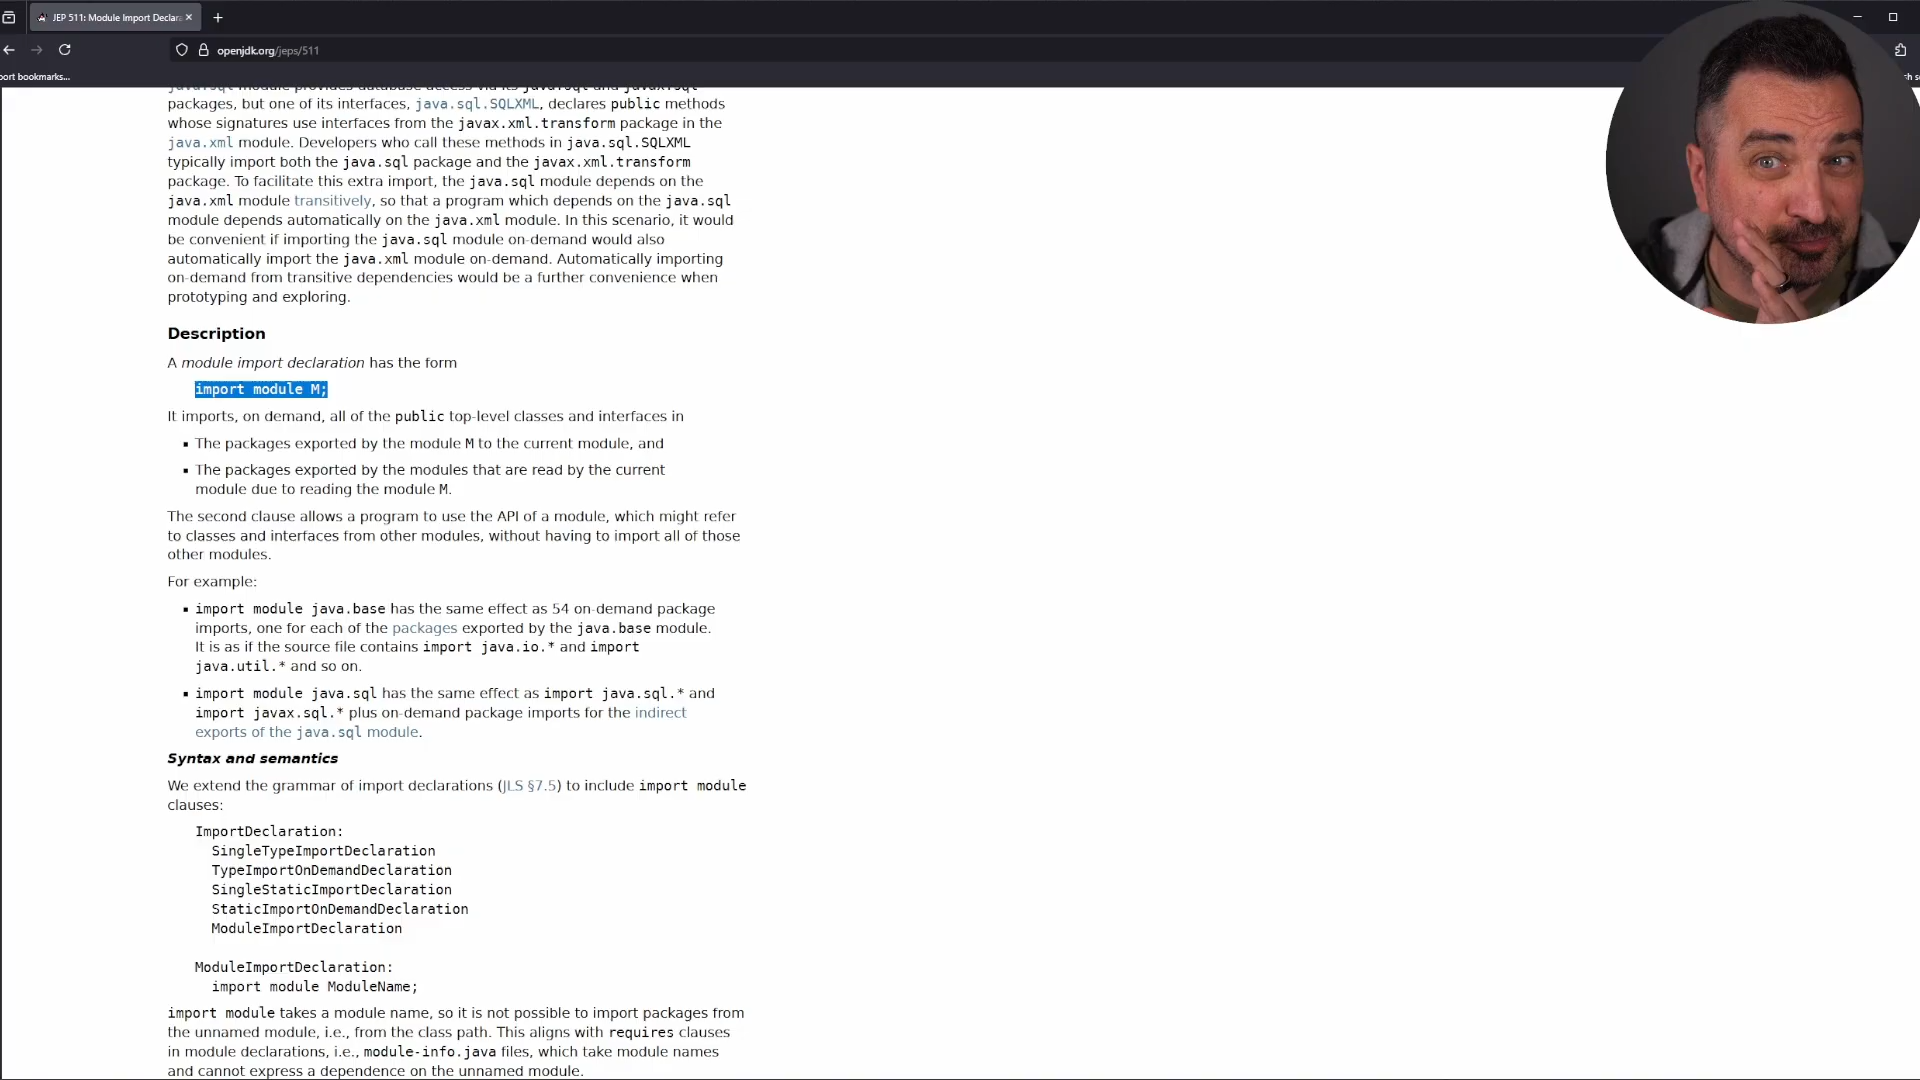 JEP 511: Module Import Declar
openjdk.org/jeps/511
port bookmarks...
java.sql module provides database access via its java.sql and javax.sql
packages, but one of its interfaces, java.sql.SQLXML, declares public methods
whose signatures use interfaces from the javax.xml.transform package in the
java.xml module. Developers who call these methods in java.sql.SQLXML
typically import both the java.sql package and the javax.xml.transform
package. To facilitate this extra import, the java.sql module depends on the
java.xml module transitively, so that a program which depends on the java.sql
module depends automatically on the java.xml module. In this scenario, it would
be convenient if importing the java.sql module on-demand would also
automatically import the java.xml module on-demand. Automatically importing
on-demand from transitive dependencies would be a further convenience when
prototyping and exploring.
Description
A module import declaration has the form
import module M;
It imports, on demand, all of the public top-level classes and interfaces in
▪ The packages exported by the module M to the current module, and
▪ The packages exported by the modules that are read by the current
module due to reading the module M.
The second clause allows a program to use the API of a module, which might refer
to classes and interfaces from other modules, without having to import all of those
other modules.
For example:
▪ import module java.base has the same effect as 54 on-demand package
imports, one for each of the packages exported by the java.base module.
It is as if the source file contains import java.io.* and import
java.util.* and so on.
▪ import module java.sql has the same effect as import java.sql.* and
import javax.sql.* plus on-demand package imports for the indirect
exports of the java.sql module.
Syntax and semantics
We extend the grammar of import declarations (JLS §7.5) to include import module
clauses:
ImportDeclaration:
SingleTypeImportDeclaration
TypeImportOnDemandDeclaration
SingleStaticImportDeclaration
StaticImportOnDemandDeclaration
ModuleImportDeclaration
ModuleImportDeclaration:
import module ModuleName;
import module takes a module name, so it is not possible to import packages from
the unnamed module, i.e., from the class path. This aligns with requires clauses
in module declarations, i.e., module-info.java files, which take module names
and cannot express a dependence on the unnamed module.